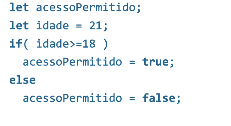 let acessoPermitido;
let idade = 21;
if( idade>=18 )
acessoPermitido = true;
else
acessoPermitido = false;